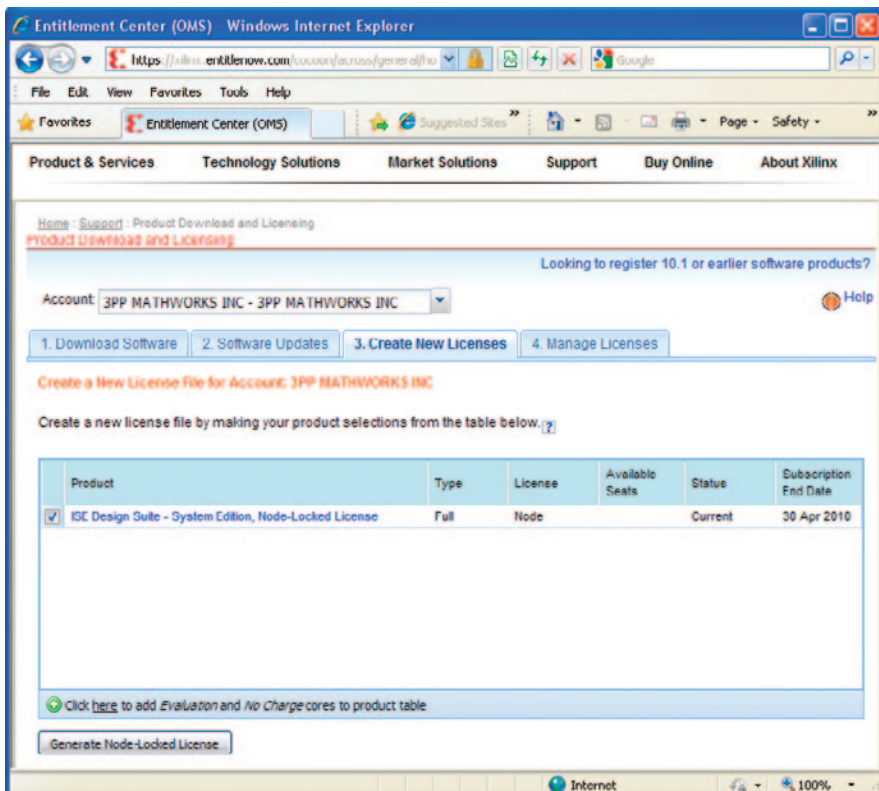 Entitlement Center (OMS) - Windows Internet Explorer
https://xilinx.entitlenow.com/cocoon/across/general/ho
Google
File Edit View Favorites Tools Help
Favorites Entitlement Center (OMS) Suggested Sites Page Safety
Product & Services Technology Solutions Market Solutions Support Buy Online About Xilinx
Home : Support : Product Download and Licensing
Product Download and Licensing
Looking to register 10.1 or earlier software products?
Account 3PP MATHWORKS INC - 3PP MATHWORKS INC
Help
1. Download Software 2. Software Updates 3. Create New Licenses 4. Manage Licenses
Create a New License File for Account: 3PP MATHWORKS INC
Create a new license file by making your product selections from the table below. ?
Product Type License Available Seats Status Subscription End Date
ISE Design Suite - System Edition, Node-Locked License Full Node Current 30 Apr 2010
Click here to add Evaluation and No Charge cores to product table
Generate Node-Locked License
Internet 100%